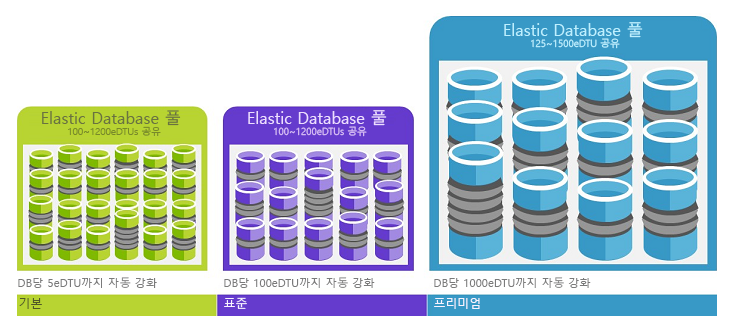 Elastic Database 풀
125~1500eDTU 공유
Elastic Database 풀
100~1200eDTUs 공유
Elastic Database 풀
100~1200eDTUs 공유
DB당 5eDTU까지 자동 강화
DB당 100eDTU까지 자동 강화
DB당 1000eDTU까지 자동 강화
기본
표준
프리미엄